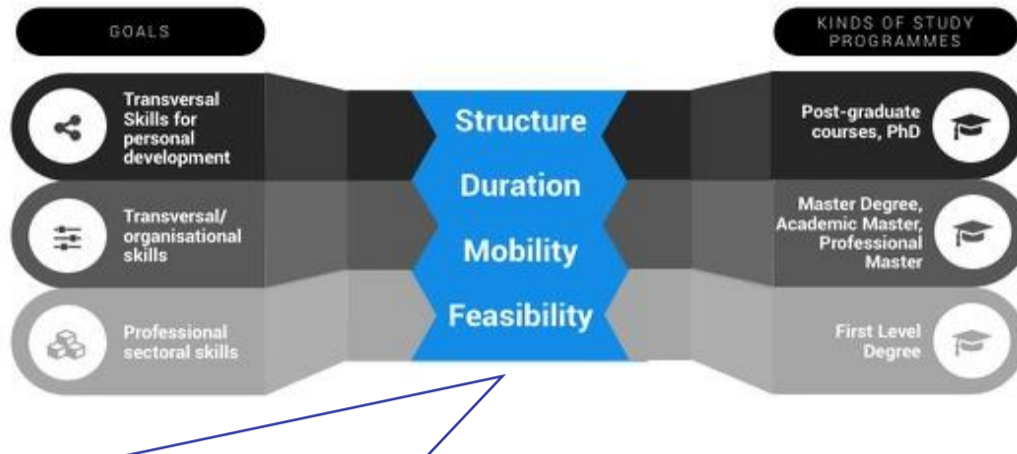 GOALS
KINDS OF STUDY
PROGRAMMES
Transversal
Skills for
personal
development
Transversal/
organisational
skills
Professional
sectoral skills
Structure
Duration
Mobility
Feasibility
Post-graduate
courses, PhD
Master Degree,
Academic Master,
Professional
Master
First Level
Degree